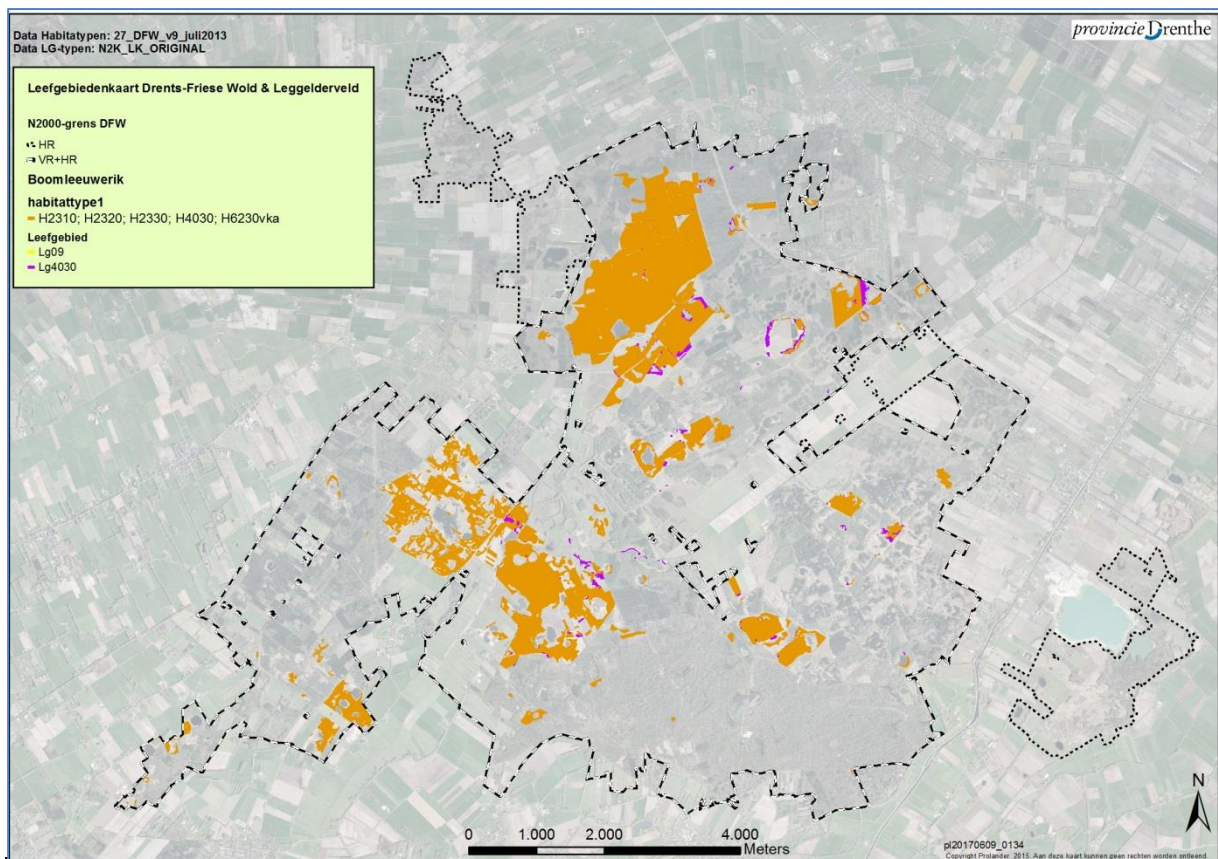 Data Habitattypen: 27_DFW_v9_juli2013
Data LG-typen: N2K_LK_ORIGINAL
provincie Drenthe
Leefgebiedenkaart Drents-Friese Wold & Leggelderveld
N2000-grens DFW
HR
VR+HR
Boomleeuwerik
habitattype1
H2310; H2320; H2330; H4030; H6230vka
Leefgebied
Lg09
Lg4030
N
0 1.000 2.000 4.000
Meters
pl20170609_0134
Copyright Prolander 2015. Aan deze kaart kunnen geen rechten worden ontleend